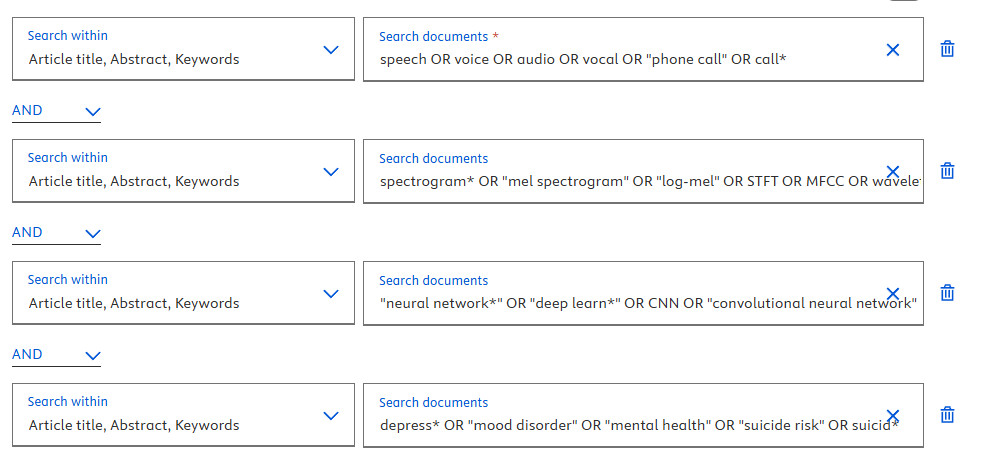 Search within
Article title, Abstract, Keywords
Search documents *
speech OR voice OR audio OR vocal OR "phone call" OR call*
AND
Search within
Article title, Abstract, Keywords
Search documents
spectrogram* OR "mel spectrogram" OR "log-mel" OR STFT OR MFCC OR wavele
AND
Search within
Article title, Abstract, Keywords
Search documents
"neural network*" OR "deep learn*" OR CNN OR "convolutional neural network"
AND
Search within
Article title, Abstract, Keywords
Search documents
depress* OR "mood disorder" OR "mental health" OR "suicide risk" OR suicid*